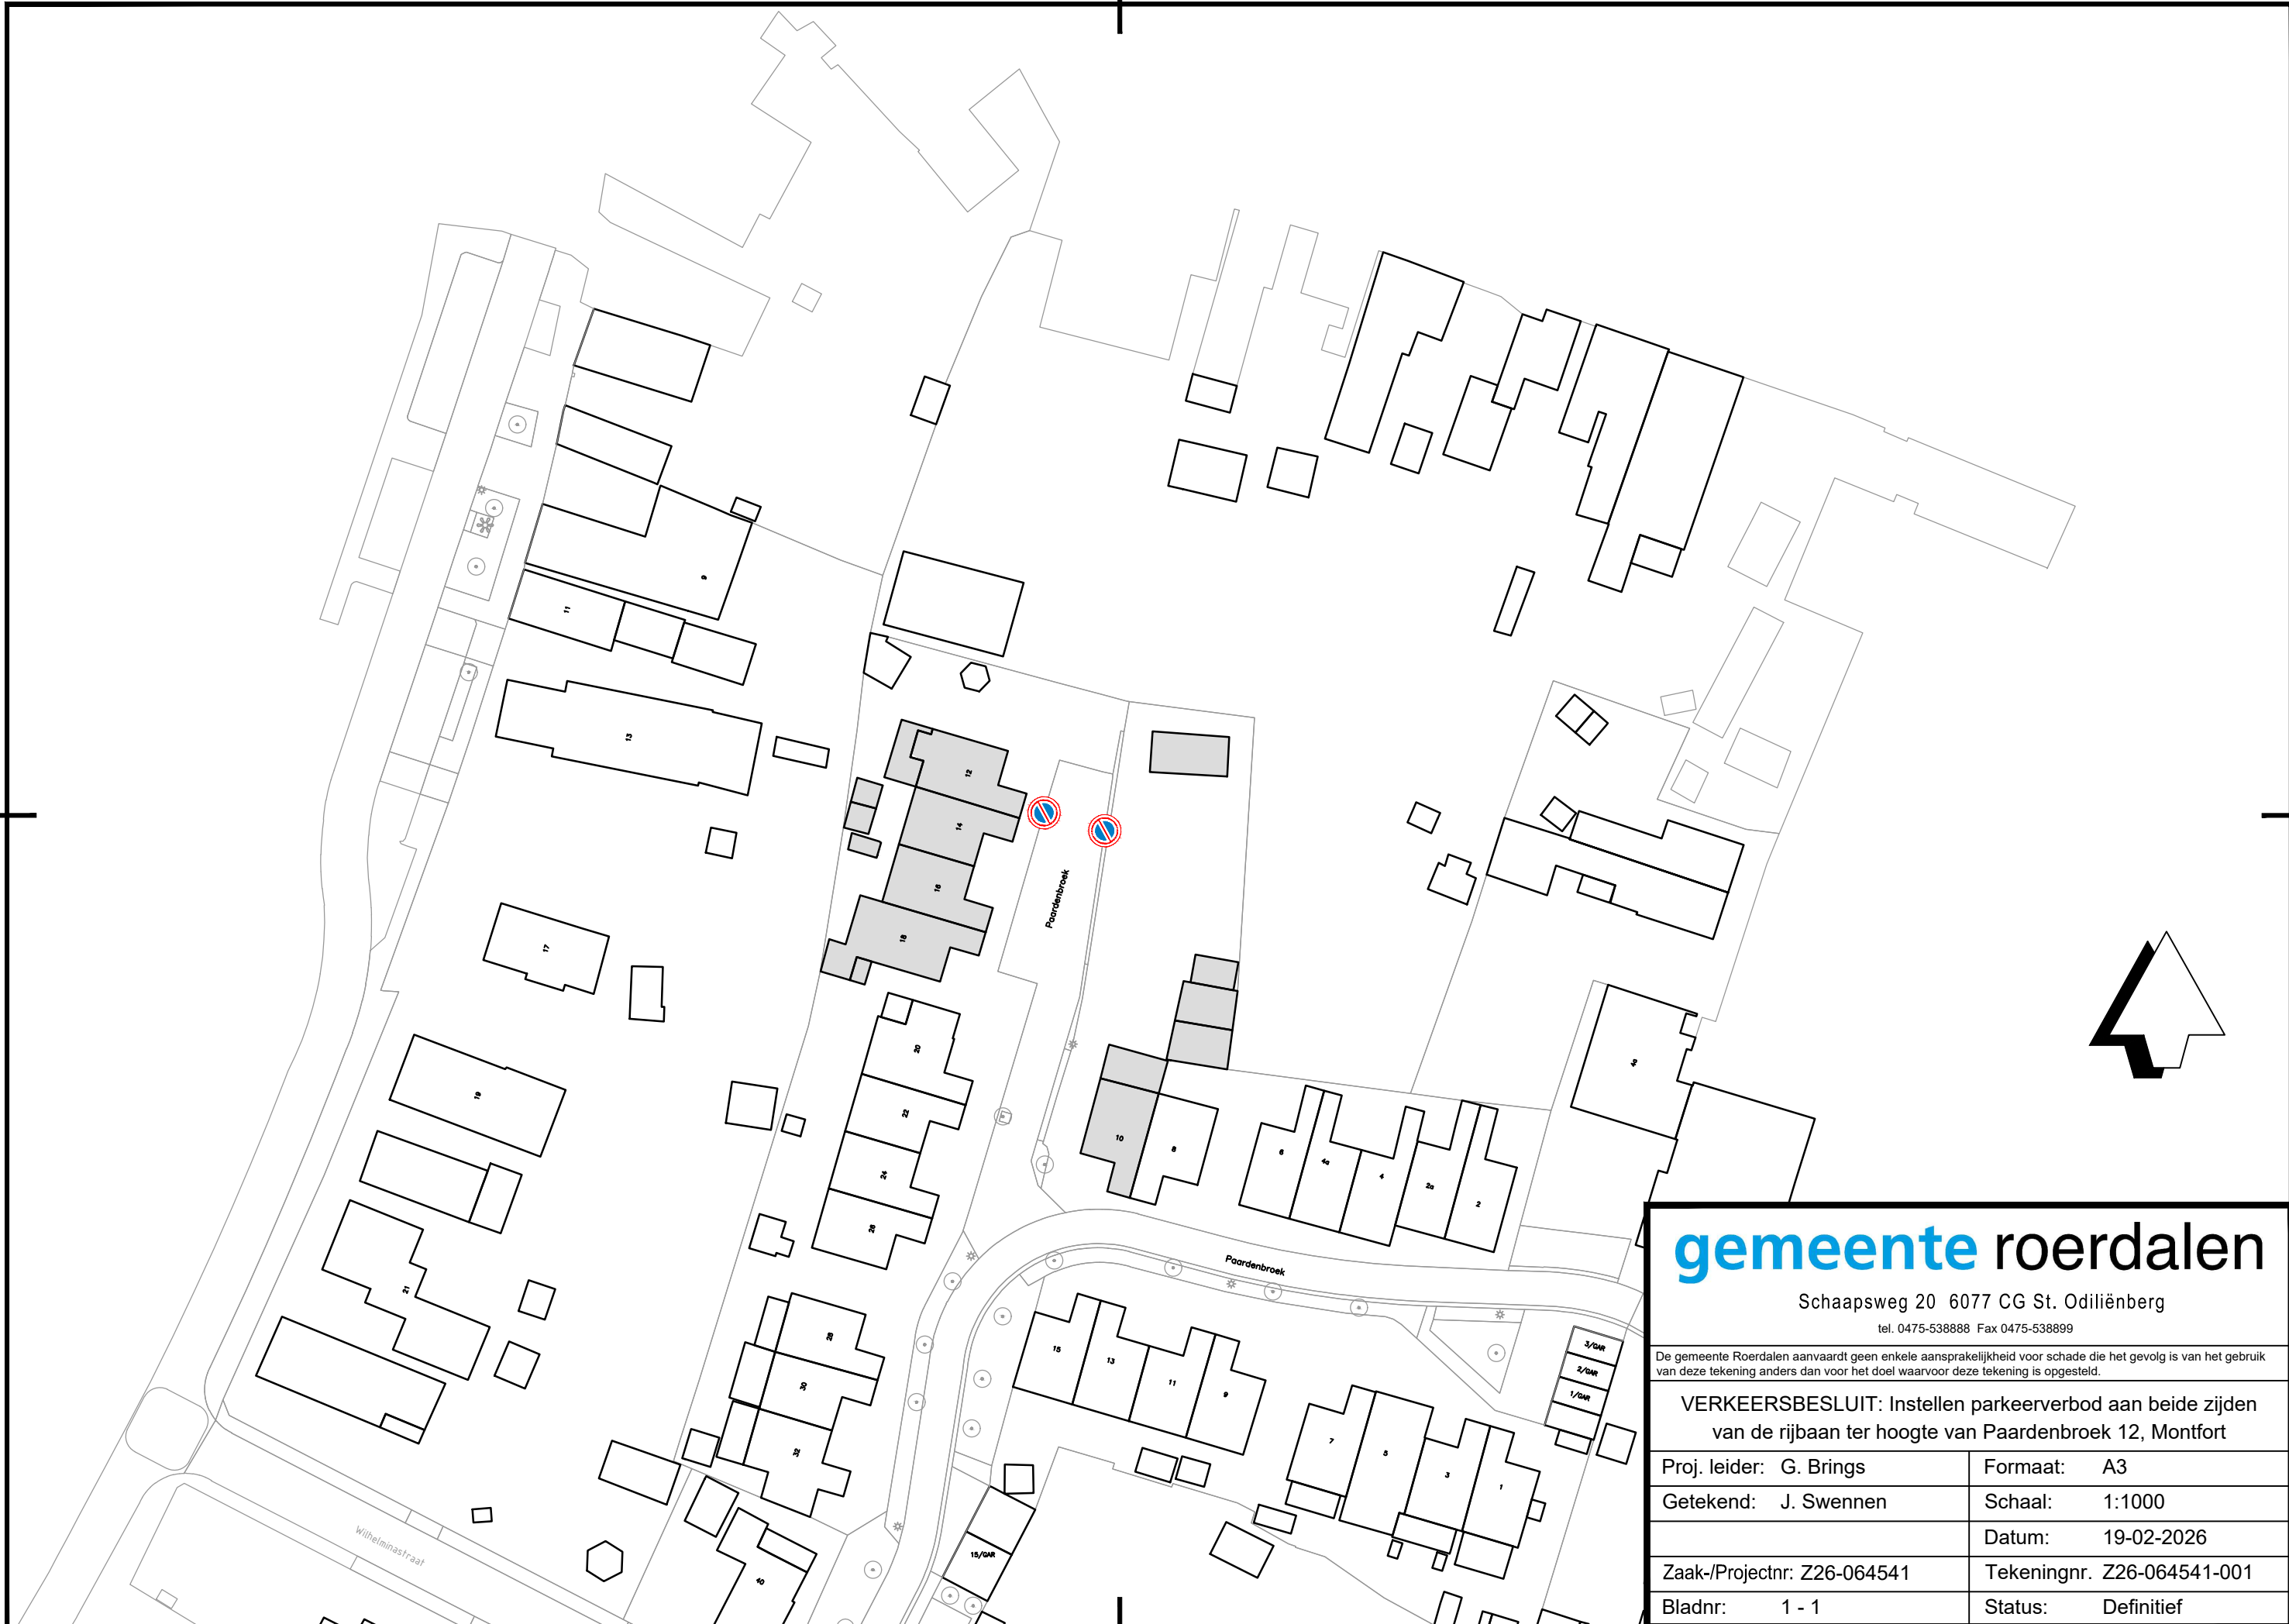 9
11
13
12
14
Paardenbroek
16
18
17
20
4a
19
22
10
8
6
4a
4
2a
2
24
26
Paardenbroek
21
28
15
13
11
9
3/GAR
2/GAR
1/GAR
30
32
7
5
3
1
Wilhelminastraat
15/GAR
40
gemeente roerdalen
Schaapsweg 20 6077 CG St. Odiliënberg
tel. 0475-538888 Fax 0475-538899
De gemeente Roerdalen aanvaardt geen enkele aansprakelijkheid voor schade die het gevolg is van het gebruik
van deze tekening anders dan voor het doel waarvoor deze tekening is opgesteld.
VERKEERSBESLUIT: Instellen parkeerverbod aan beide zijden
van de rijbaan ter hoogte van Paardenbroek 12, Montfort
Proj. leider: G. Brings
Formaat: A3
Getekend: J. Swennen
Schaal: 1:1000
Datum: 19-02-2026
Zaak-/Projectnr: Z26-064541
Tekeningnr. Z26-064541-001
Bladnr: 1 - 1
Status: Definitief